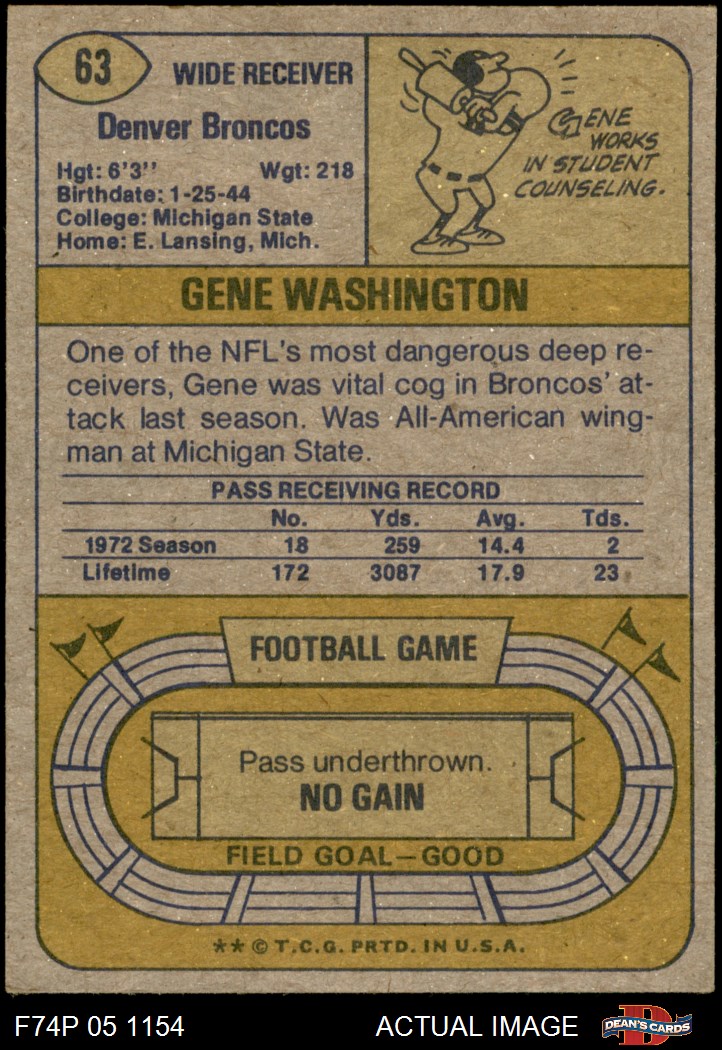 63
WIDE RECEIVER
Denver Broncos
Hgt: 6'3'' Wgt: 218
Birthdate: 1-25-44
College: Michigan State
Home: E. Lansing, Mich.
GENE
WORKS
IN STUDENT
COUNSELING.
GENE WASHINGTON
One of the NFL's most dangerous deep re-
ceivers, Gene was vital cog in Broncos' at-
tack last season. Was All-American wing-
man at Michigan State.
PASS RECEIVING RECORD
No. Yds. Avg. Tds.
1972 Season 18 259 14.4 2
Lifetime 172 3087 17.9 23
FOOTBALL GAME
Pass underthrown.
NO GAIN
FIELD GOAL—GOOD
** © T.C.G. PRTD. IN U.S.A.
F74P 05 1154 ACTUAL IMAGE
D
DEAN'S CARDS